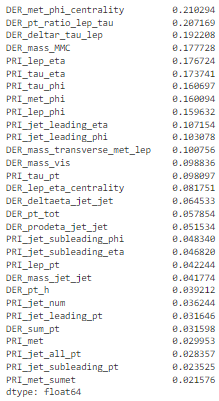 DER_met_phi_centrality 0.210294
DER_pt_ratio_lep_tau 0.207169
DER_deltar_tau_lep 0.192208
DER_mass_MMC 0.177728
PRI_lep_eta 0.176724
PRI_tau_eta 0.173741
PRI_tau_phi 0.160697
PRI_met_phi 0.160094
PRI_lep_phi 0.159632
PRI_jet_leading_eta 0.107154
PRI_jet_leading_phi 0.103078
DER_mass_transverse_met_lep 0.100756
DER_mass_vis 0.098836
PRI_tau_pt 0.098097
DER_lep_eta_centrality 0.081751
DER_deltaeta_jet_jet 0.064533
DER_pt_tot 0.057854
DER_prodeta_jet_jet 0.051534
PRI_jet_subleading_phi 0.048340
PRI_jet_subleading_eta 0.046820
PRI_lep_pt 0.042244
DER_mass_jet_jet 0.041774
DER_pt_h 0.039212
PRI_jet_num 0.036244
PRI_jet_leading_pt 0.031646
DER_sum_pt 0.031598
PRI_met 0.029953
PRI_jet_all_pt 0.028357
PRI_jet_subleading_pt 0.023525
PRI_met_sumet 0.021576
dtype: float64